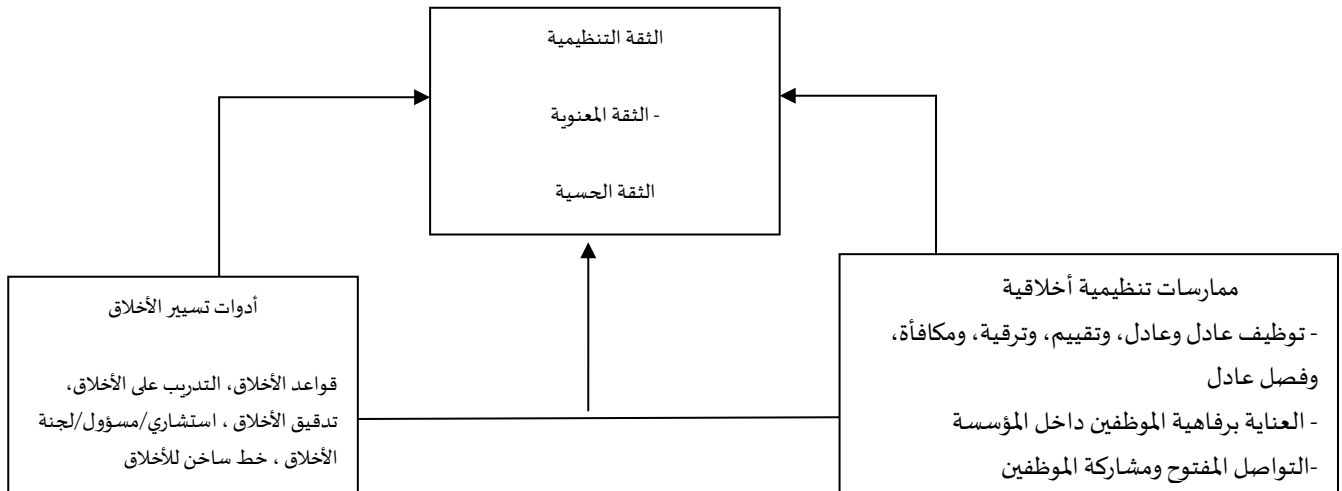 الثقة التنظيمية
- الثقة المعنوية
الثقة الحسية
ممارسات تنظيمية أخلاقية
- توظيف عادل وعادل، وتقييم، وترقية، ومكافأة،
وفصل عادل
- العناية برفاهية الموظفين داخل المؤسسة
-التواصل المفتوح ومشاركة الموظفين
أدوات تسيير الأخلاق
قواعد الأخلاق، التدريب على الأخلاق،
تدقيق الأخلاق ، استشاري/مسؤول/لجنة
الأخلاق ، خط ساخن للأخلاق